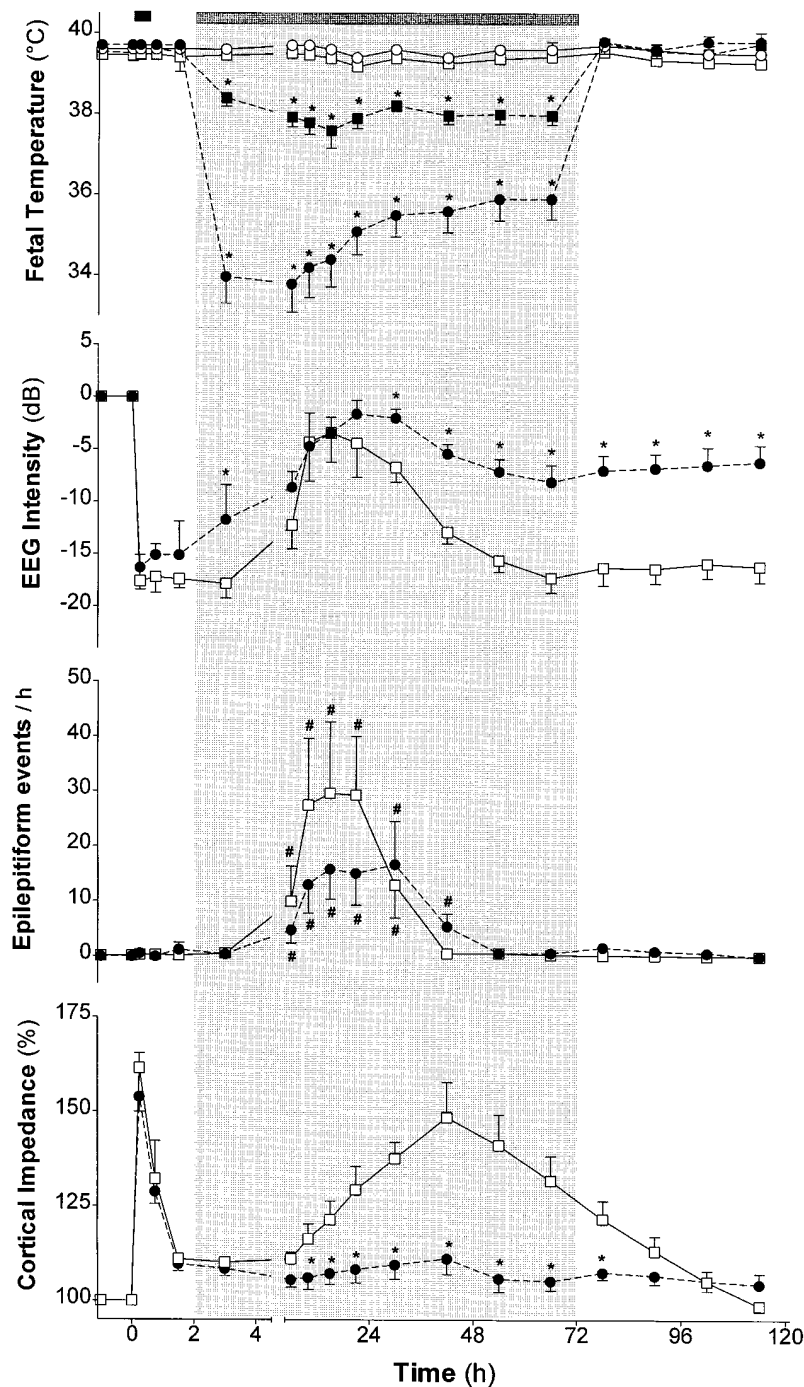 Fetal Temperature (°C)
40
38
36
34
* * * * * * * * *
* * * * * * * * *
EEG Intensity (dB)
5
0
-5
-10
-15
-20
* * * * * * * * * *
Epilepitiform events / h
50
40
30
20
10
0
# # # # # #
# # # # #
Cortical Impedance (%)
175
150
125
100
* * * * * * * *
0 2 4 24 48 72 96 120
Time (h)